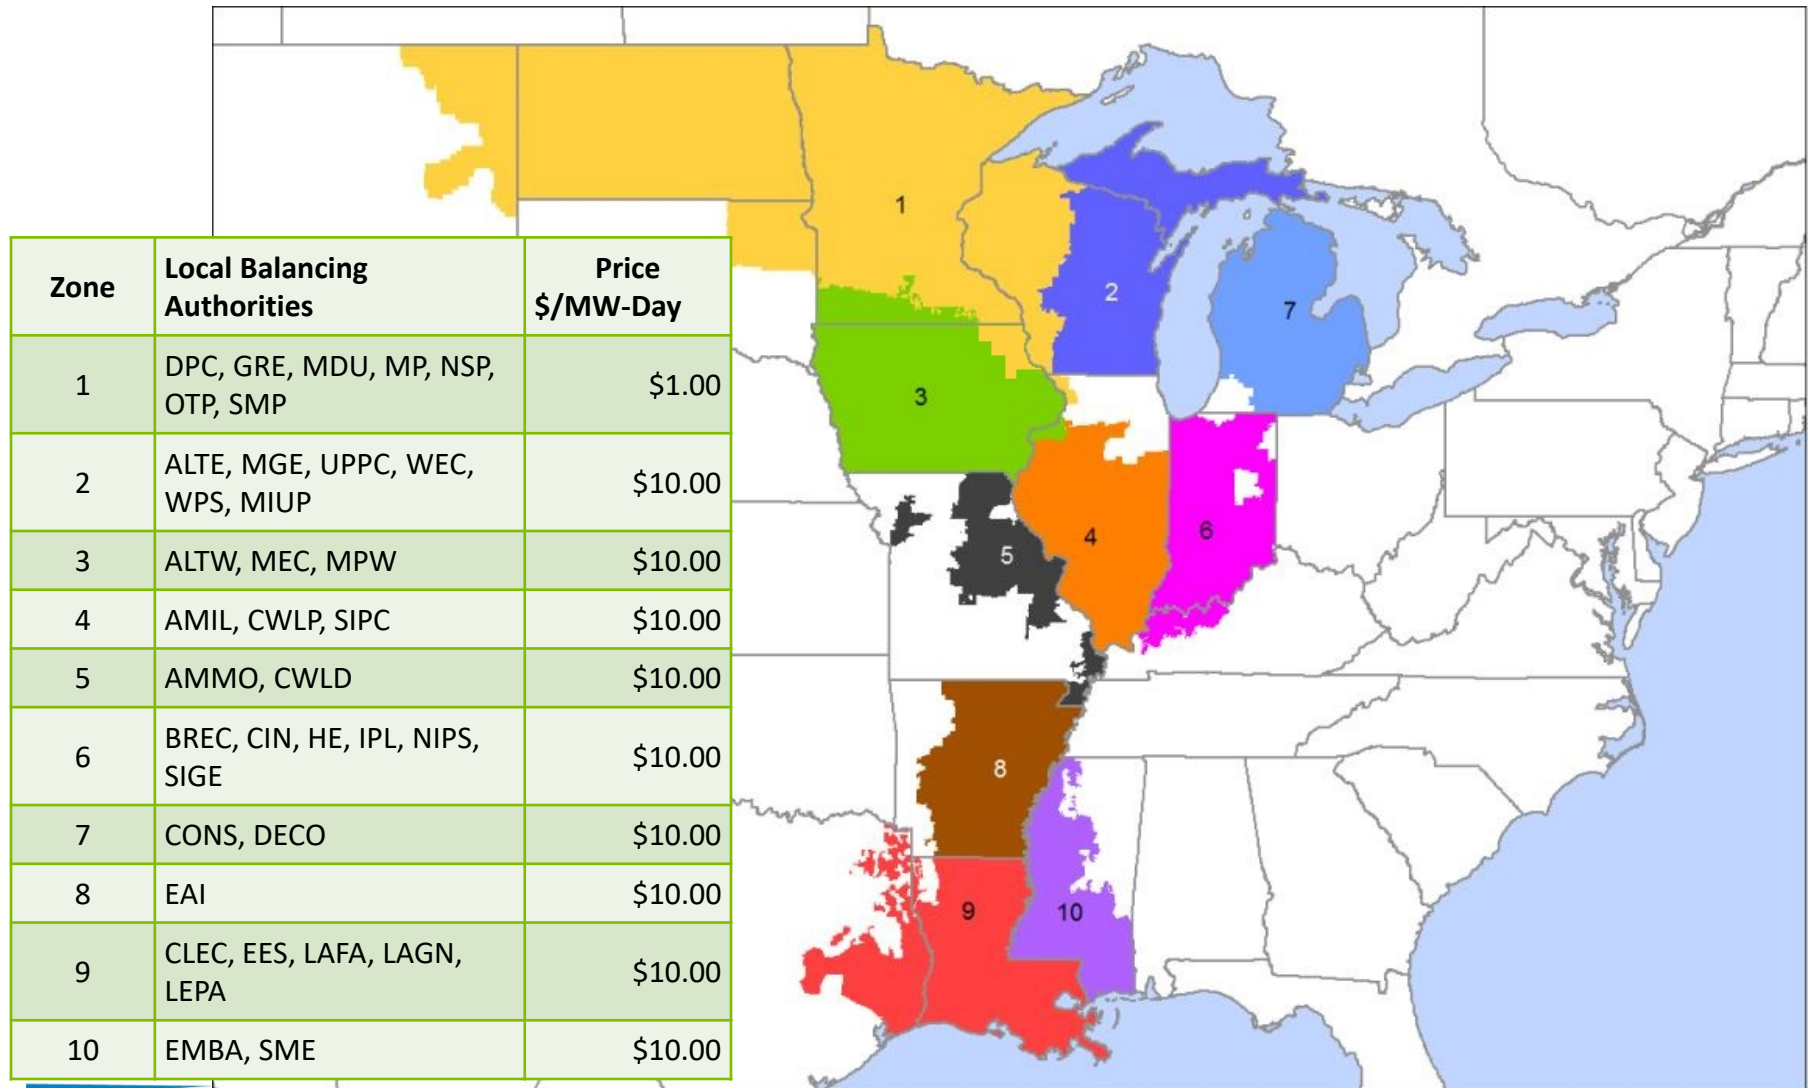 Zone
Local Balancing
Authorities
Price
$/MW-Day
1
DPC, GRE, MDU, MP, NSP,
OTP, SMP
$1.00
2
ALTE, MGE, UPPC, WEC,
WPS, MIUP
$10.00
3
ALTW, MEC, MPW
$10.00
4
AMIL, CWLP, SIPC
$10.00
5
AMMO, CWLD
$10.00
6
BREC, CIN, HE, IPL, NIPS,
SIGE
$10.00
7
CONS, DECO
$10.00
8
EAI
$10.00
9
CLEC, EES, LAFA, LAGN,
LEPA
$10.00
10
EMBA, SME
$10.00
1
2
7
3
4
6
5
8
9
10